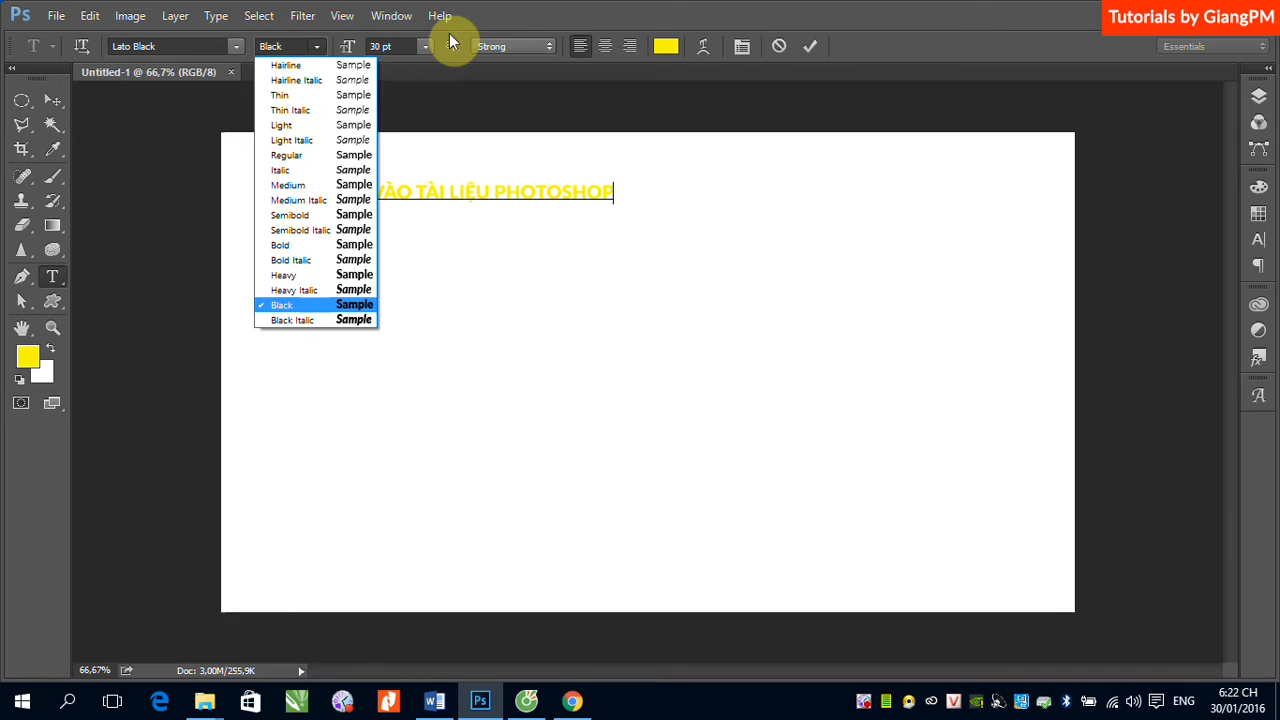 Ps File Edit Image Layer Type Select Filter View Window Help
Tutorials by GiangPM
T Lato Black Black 30 pt Strong Essentials
Untitled-1 @ 66,7% (RGB/8) ×
Hairline Sample
Hairline Italic Sample
Thin Sample
Thin Italic Sample
Light Sample
Light Italic Sample
Regular Sample
Italic Sample
Medium Sample
Medium Italic Sample
Semibold Sample
Semibold Italic Sample
Bold Sample
Bold Italic Sample
Heavy Sample
Heavy Italic Sample
Black Sample
Black Italic Sample
VÀO TÀI LIỆU PHOTOSHOP
66,67% Doc: 3,00M/255,9K
ENG
6:22 CH
30/01/2016